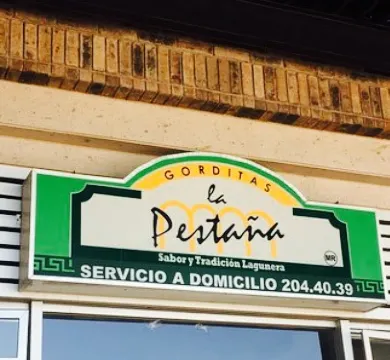 GORDITAS
la
Pestaña
Sabor y Tradición Lagunera
MR
SERVICIO A DOMICILIO 204.40.39